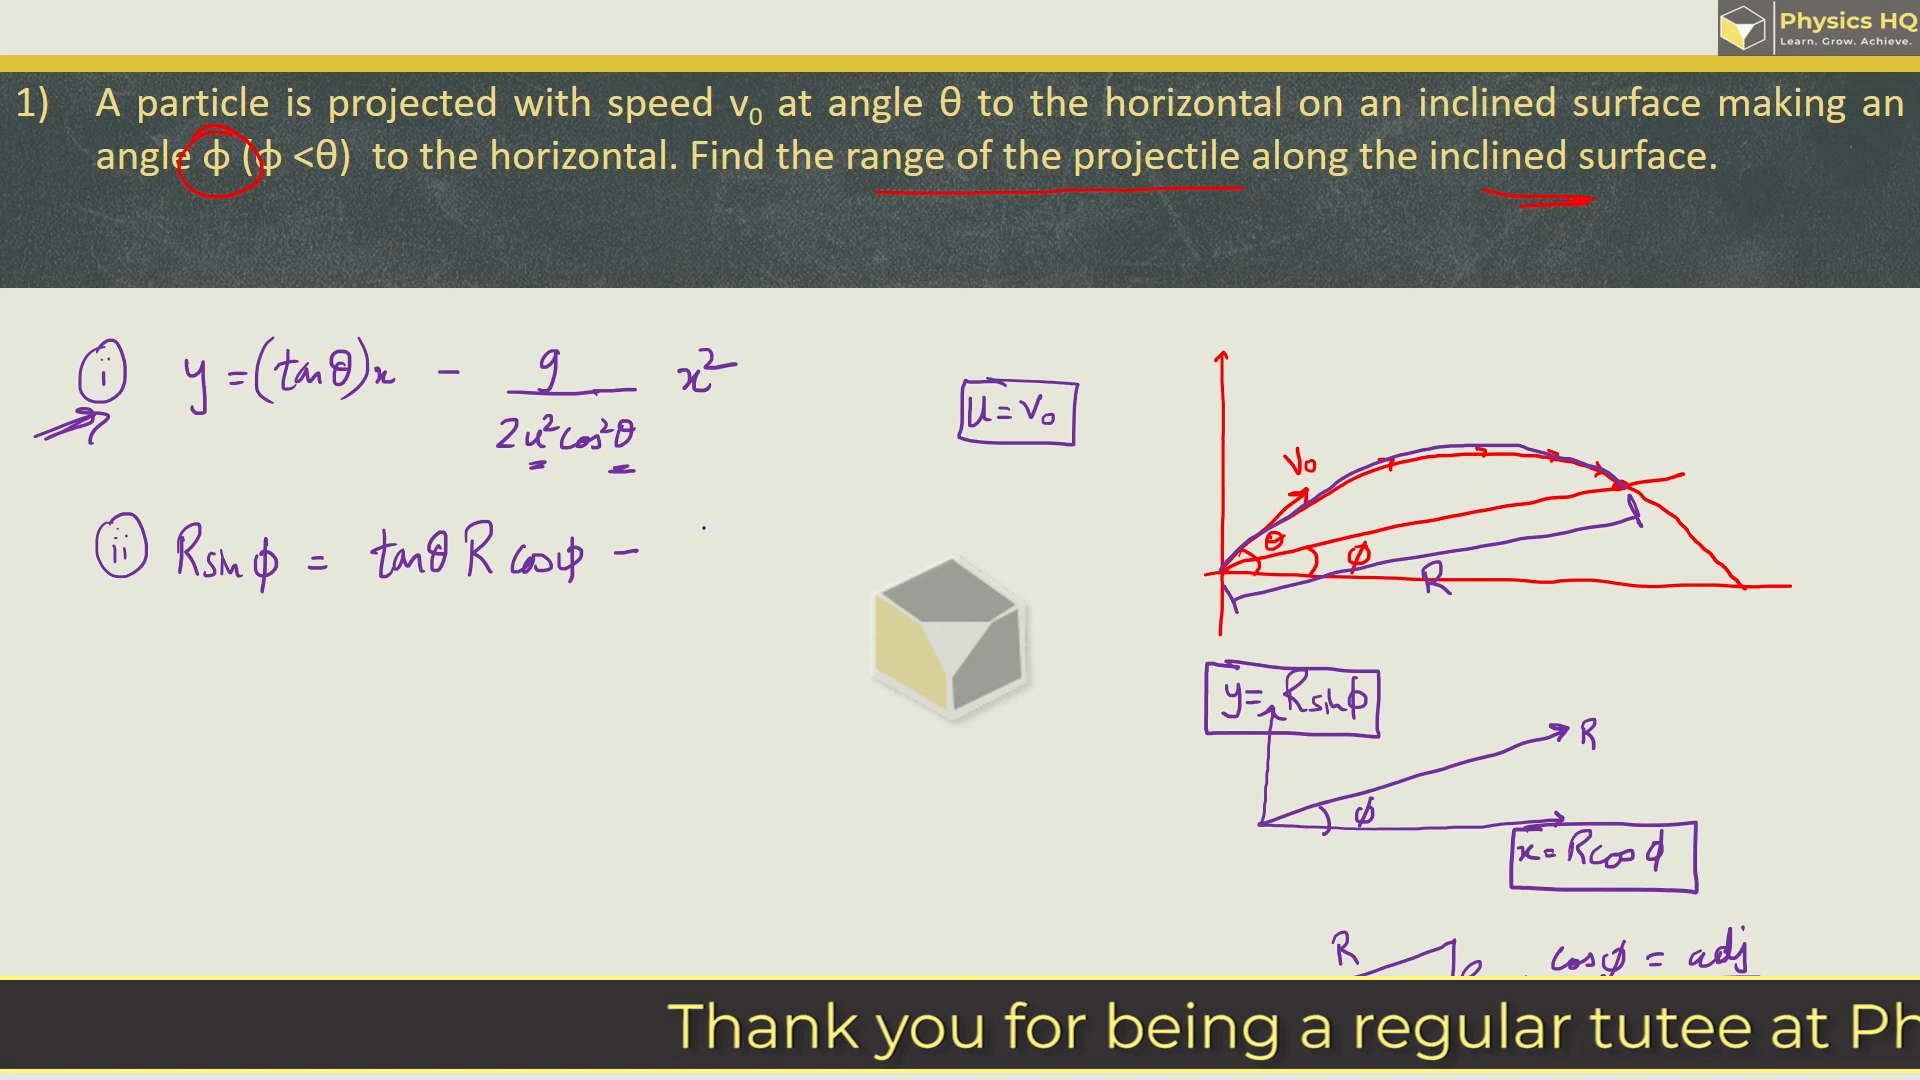 Physics HQ
Learn. Grow. Achieve.
1) A particle is projected with speed v₀ at angle θ to the horizontal on an inclined surface making an
angle ϕ (ϕ <θ) to the horizontal. Find the range of the projectile along the inclined surface.
i y = (tanθ)x - g/(2u²cos²θ) x²
u = v₀
ii Rsinϕ = tanθ R cosϕ -
v₀
θ
ϕ
R
y = Rsinϕ
R
ϕ
x = Rcosϕ
R
cosϕ = adj
Thank you for being a regular tutee at Ph